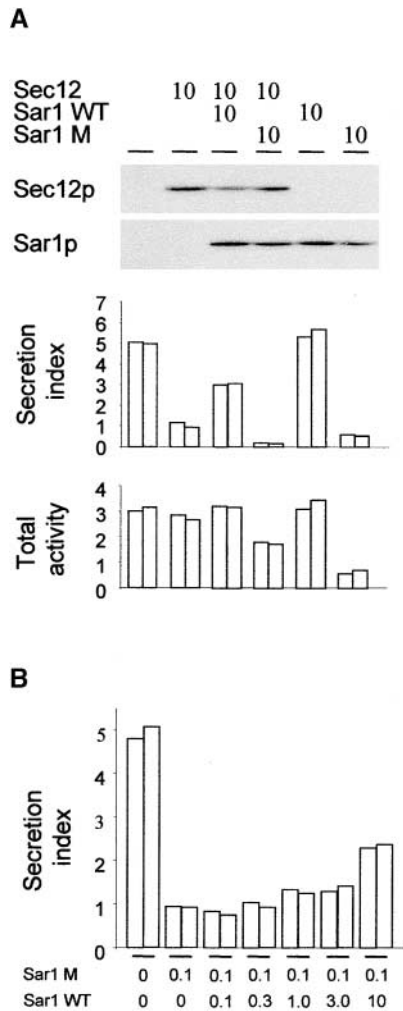 A
Sec12 10 10 10
Sar1 WT 10 10
Sar1 M 10 10
Sec12p
Sar1p
7
6
5
4
3
2
1
0
Secretion
index
4
3
2
1
0
Total
activity
B
5
4
3
2
1
0
Secretion
index
Sar1 M 0 0.1 0.1 0.1 0.1 0.1 0.1
Sar1 WT 0 0 0.1 0.3 1.0 3.0 10